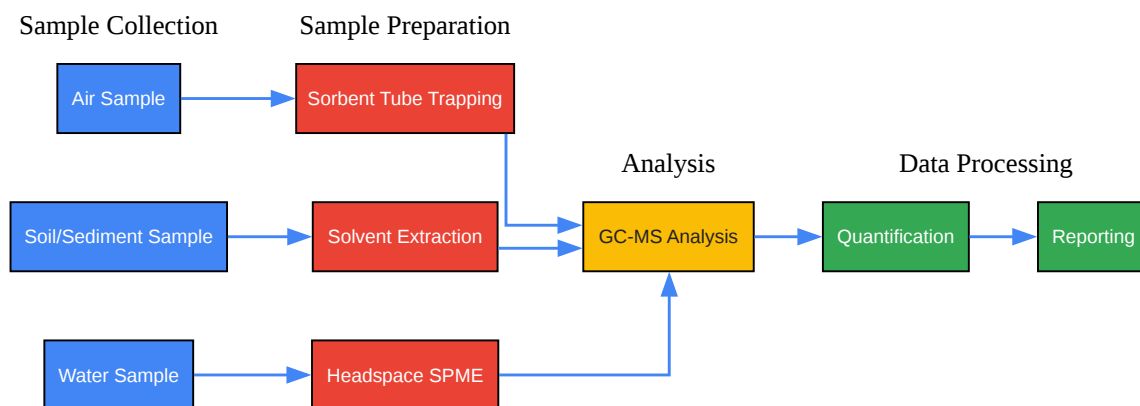 Sample Collection
Sample Preparation
Air Sample
Sorbent Tube Trapping
Analysis
Data Processing
Soil/Sediment Sample
Solvent Extraction
GC-MS Analysis
Quantification
Reporting
Water Sample
Headspace SPME